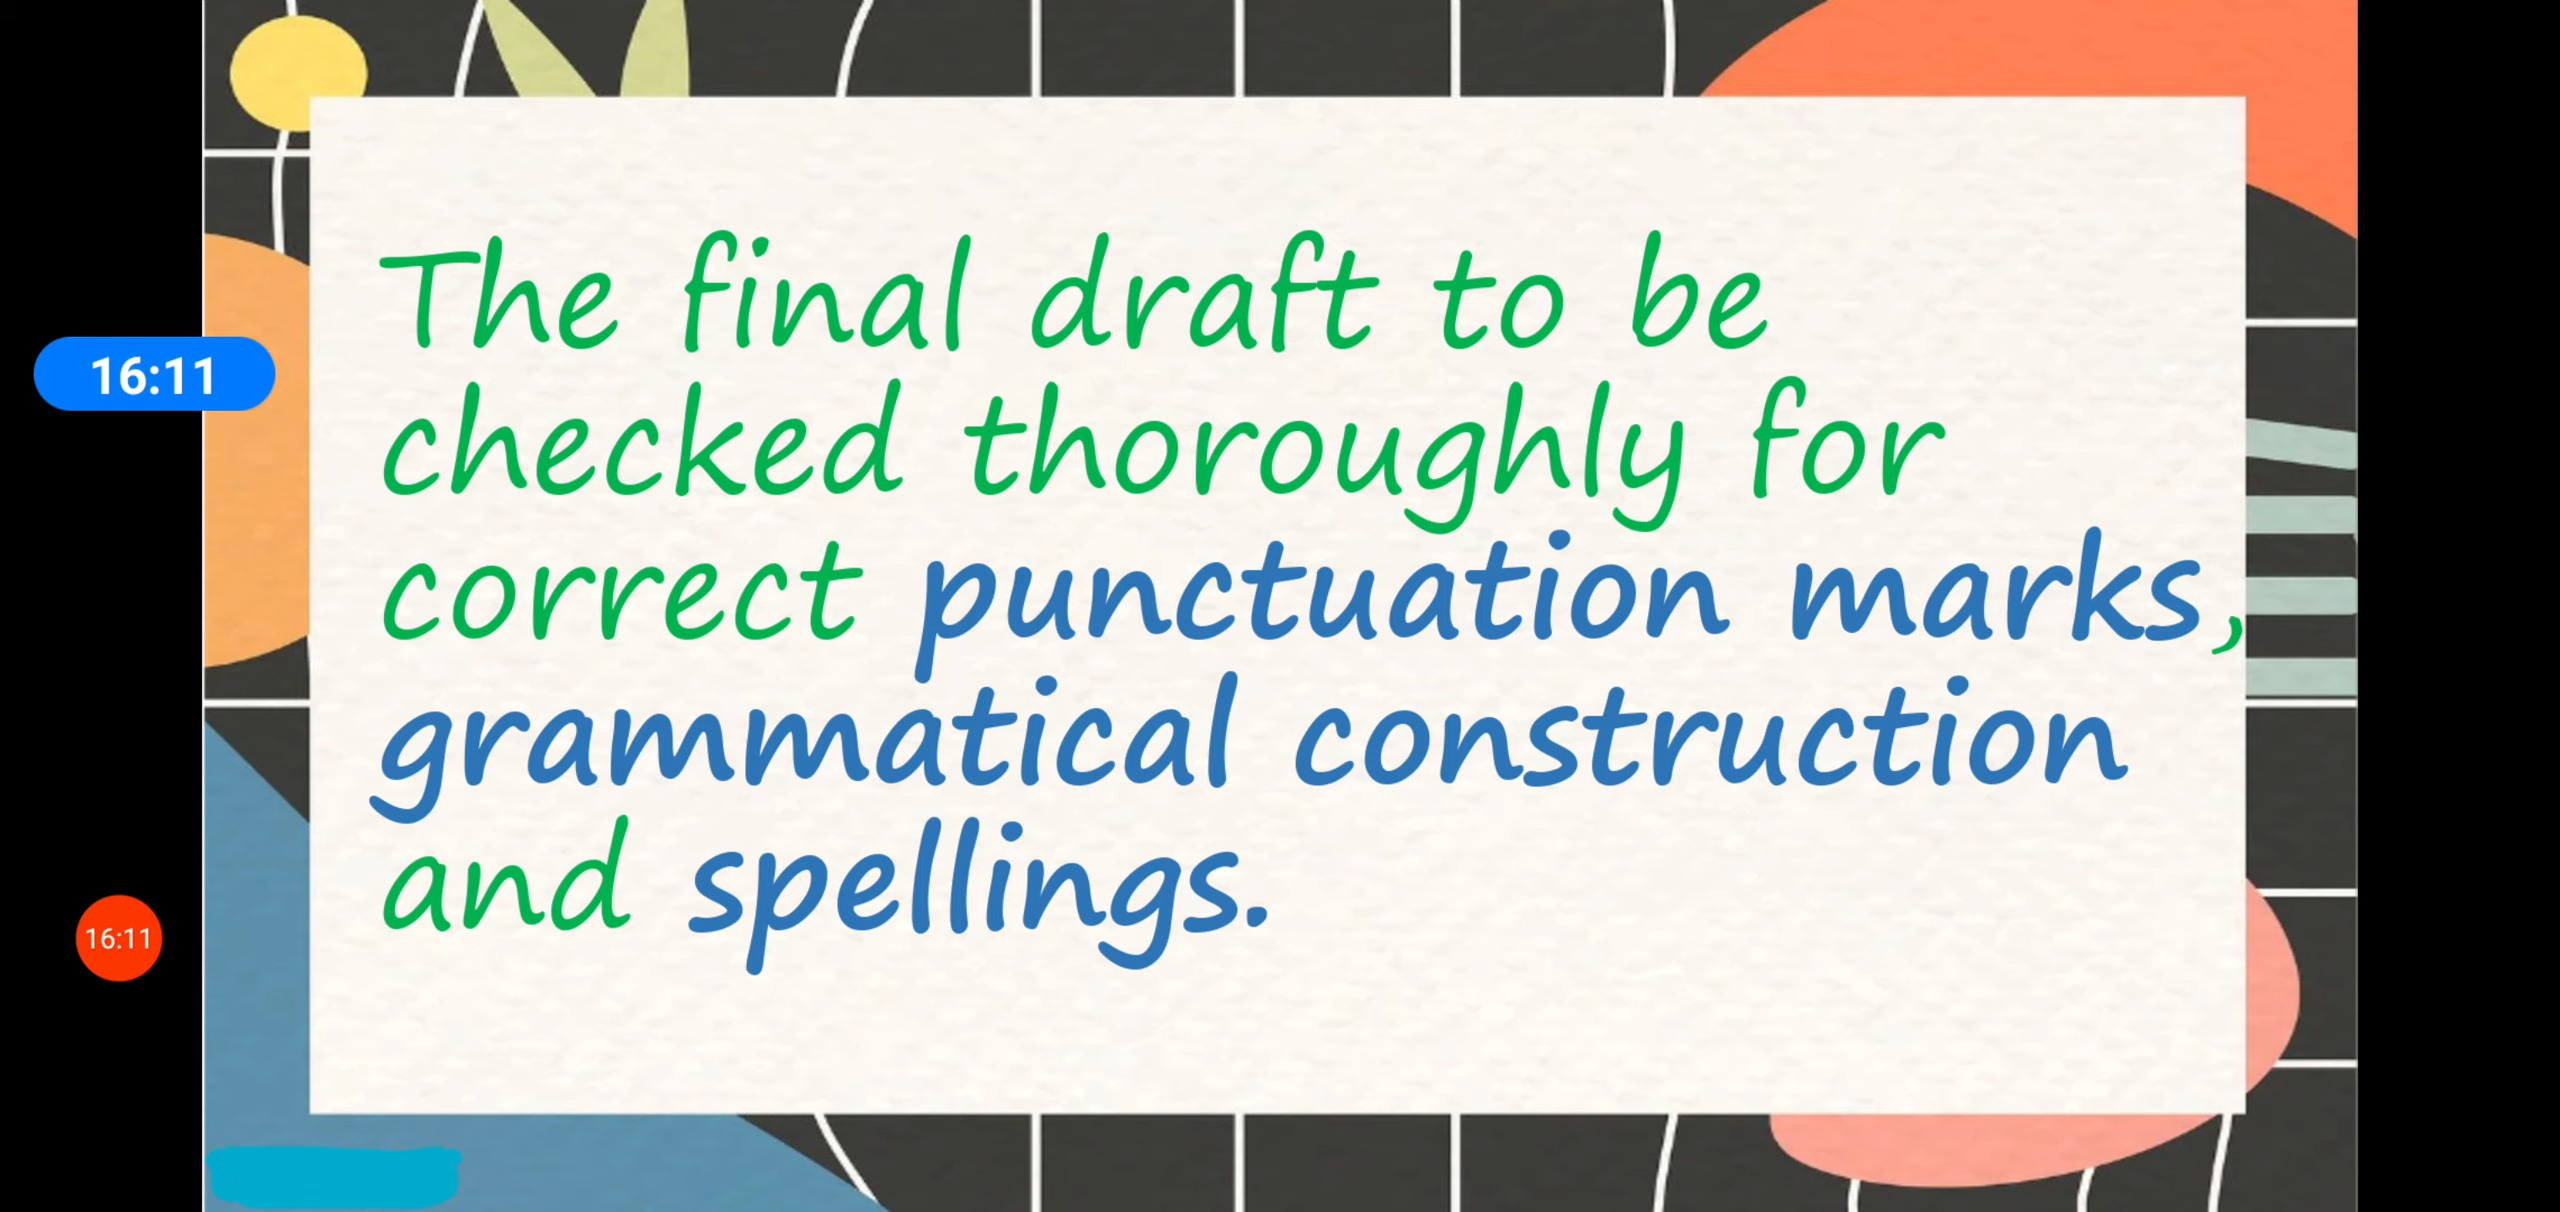 The final draft to be
checked thoroughly for
correct punctuation marks,
grammatical construction
and spellings.
16:11
16:11